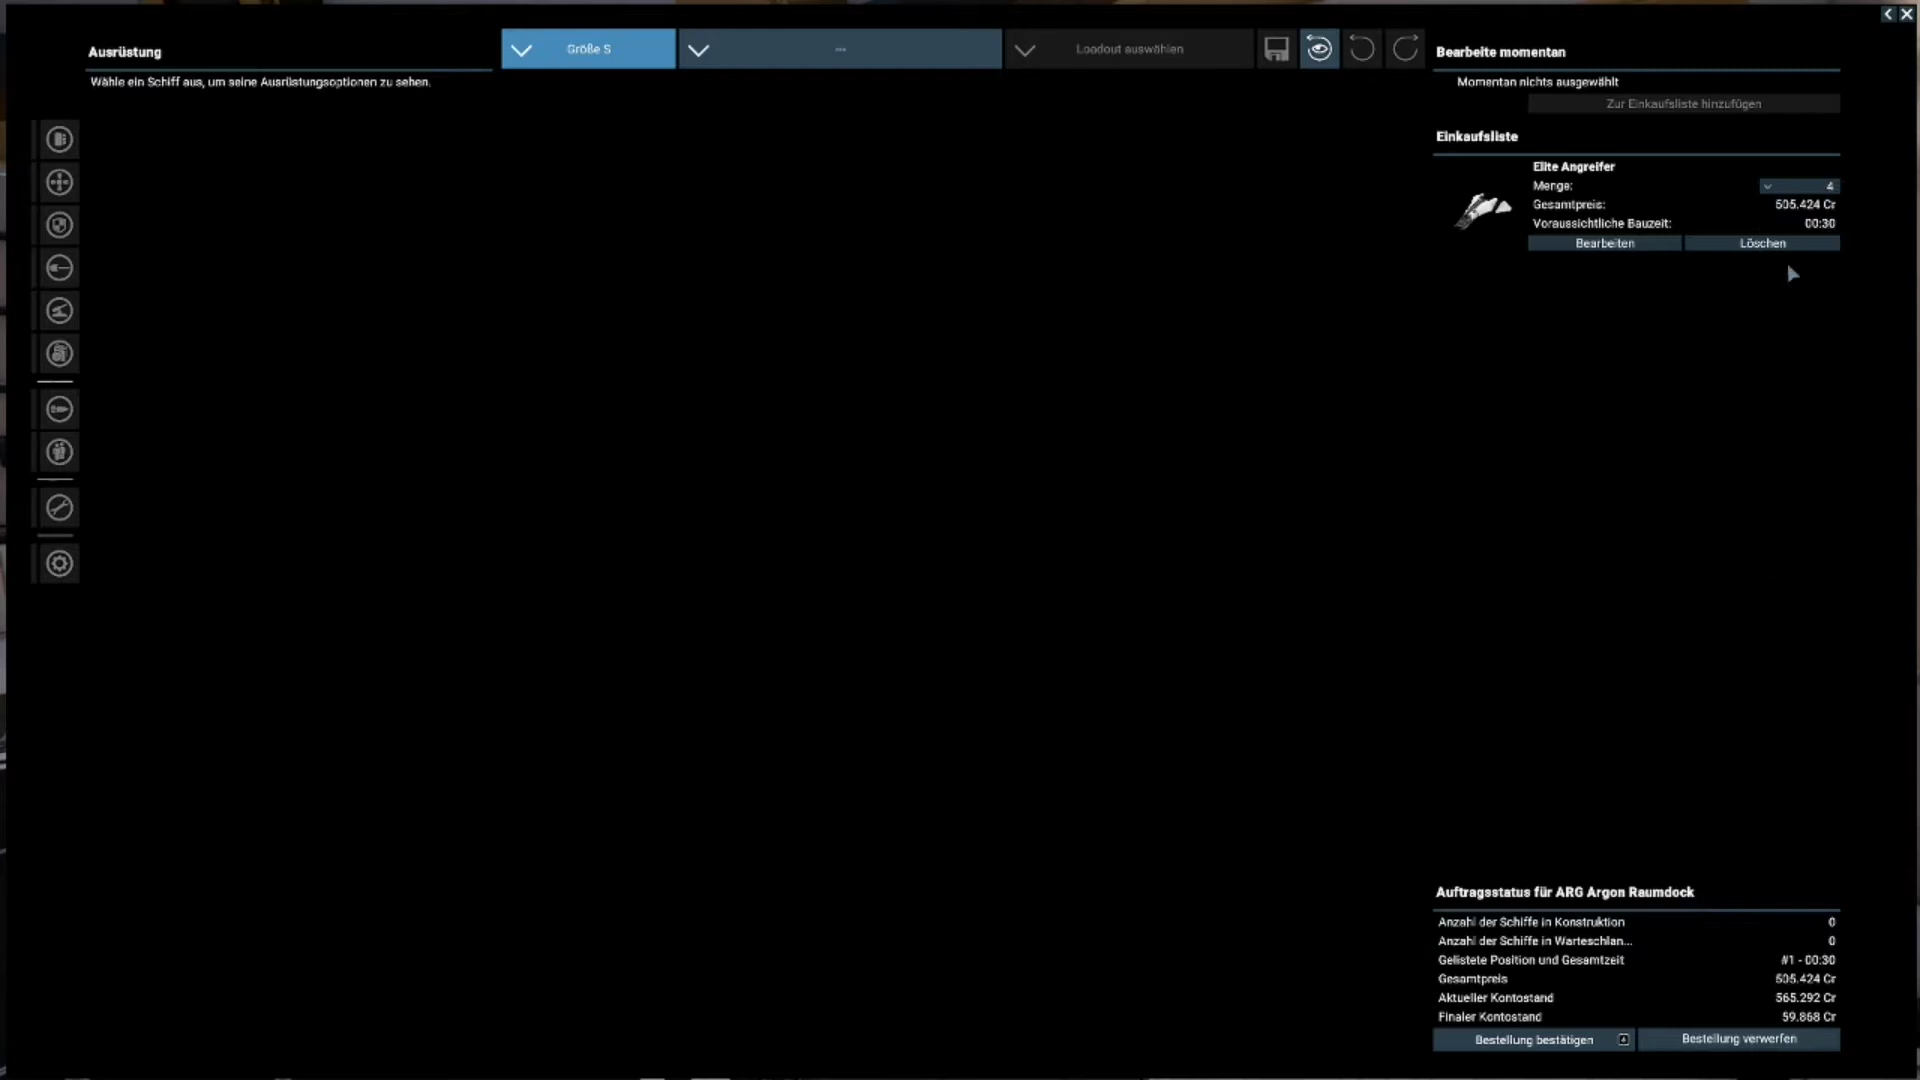 Ausrüstung
Wähle ein Schiff aus, um seine Ausrüstungsoptionen zu sehen.
Größe S
---
Loadout auswählen
Bearbeite momentan
Momentan nichts ausgewählt
Zur Einkaufsliste hinzufügen
Einkaufsliste
Elite Angreifer
Menge: 4
Gesamtpreis: 505.424 Cr
Voraussichtliche Bauzeit: 00:30
Bearbeiten Löschen
Auftragsstatus für ARG Argon Raumdock
Anzahl der Schiffe in Konstruktion 0
Anzahl der Schiffe in Warteschlan... 0
Gelistete Position und Gesamtzeit #1 - 00:30
Gesamtpreis 505.424 Cr
Aktueller Kontostand 565.292 Cr
Finaler Kontostand 59.868 Cr
Bestellung bestätigen Bestellung verwerfen